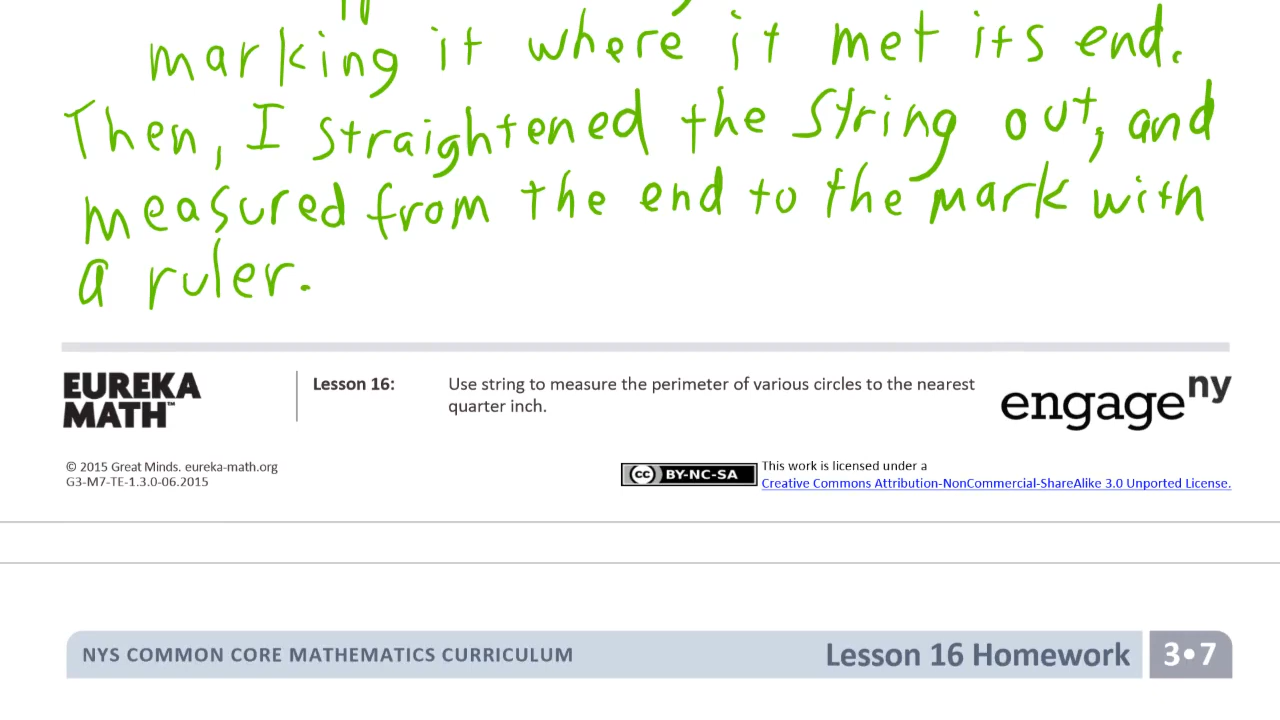 marking it where it met its end.
Then, I straightened the string out, and
measured from the end to the mark with
a ruler.
EUREKA
MATH™
Lesson 16:
Use string to measure the perimeter of various circles to the nearest
quarter inch.
engage ny
© 2015 Great Minds. eureka-math.org
G3-M7-TE-1.3.0-06.2015
cc BY-NC-SA
This work is licensed under a
Creative Commons Attribution-NonCommercial-ShareAlike 3.0 Unported License.
NYS COMMON CORE MATHEMATICS CURRICULUM
Lesson 16 Homework
3•7